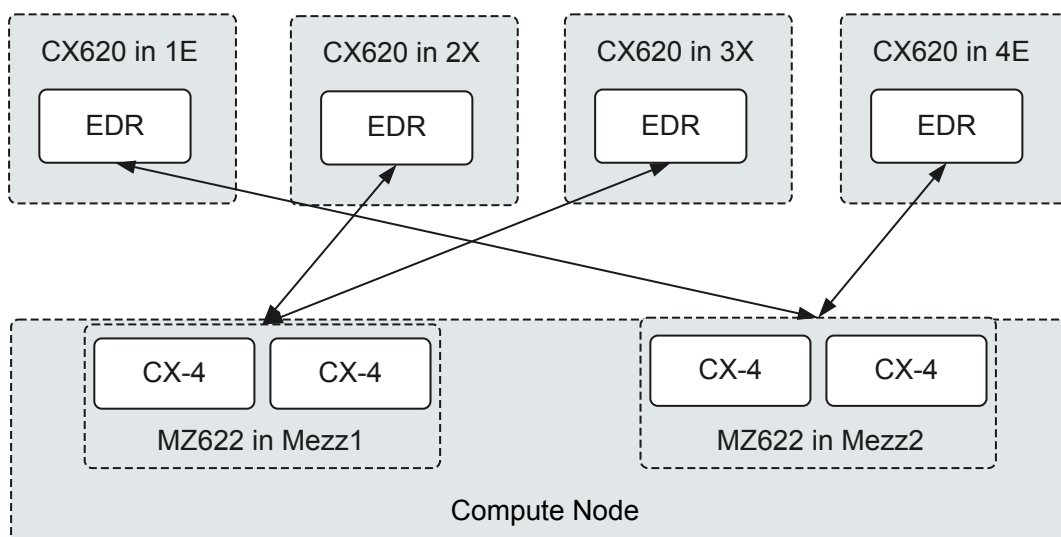 CX620 in 1E
CX620 in 2X
CX620 in 3X
CX620 in 4E
EDR
EDR
EDR
EDR
CX-4
CX-4
CX-4
CX-4
MZ622 in Mezz1
MZ622 in Mezz2
Compute Node